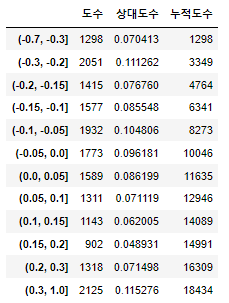 도수 상대도수 누적도수
(-0.7, -0.3] 1298 0.070413 1298
(-0.3, -0.2] 2051 0.111262 3349
(-0.2, -0.15] 1415 0.076760 4764
(-0.15, -0.1] 1577 0.085548 6341
(-0.1, -0.05] 1932 0.104806 8273
(-0.05, 0.0] 1773 0.096181 10046
(0.0, 0.05] 1589 0.086199 11635
(0.05, 0.1] 1311 0.071119 12946
(0.1, 0.15] 1143 0.062005 14089
(0.15, 0.2] 902 0.048931 14991
(0.2, 0.3] 1318 0.071498 16309
(0.3, 1.0] 2125 0.115276 18434